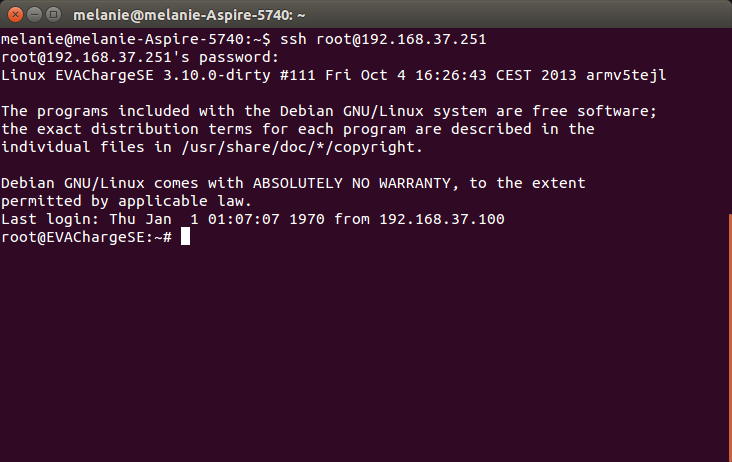 melanie@melanie-Aspire-5740: ~
melanie@melanie-Aspire-5740:~$ ssh root@192.168.37.251
root@192.168.37.251's password:
Linux EVAChargeSE 3.10.0-dirty #111 Fri Oct 4 16:26:43 CEST 2013 armv5tejl

The programs included with the Debian GNU/Linux system are free software;
the exact distribution terms for each program are described in the
individual files in /usr/share/doc/*/copyright.

Debian GNU/Linux comes with ABSOLUTELY NO WARRANTY, to the extent
permitted by applicable law.
Last login: Thu Jan  1 01:07:07 1970 from 192.168.37.100
root@EVAChargeSE:~#